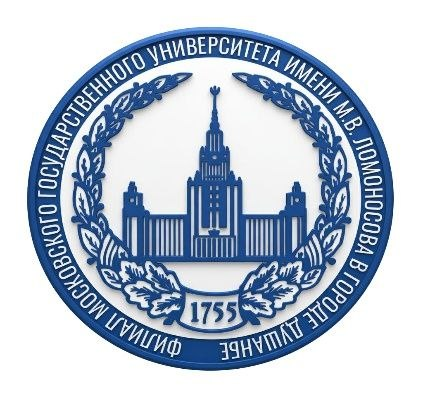 ФИЛИАЛ МОСКОВСКОГО ГОСУДАРСТВЕННОГО УНИВЕРСИТЕТА ИМЕНИ М.В. ЛОМОНОСОВА В ГОРОДЕ ДУШАНБЕ
1755